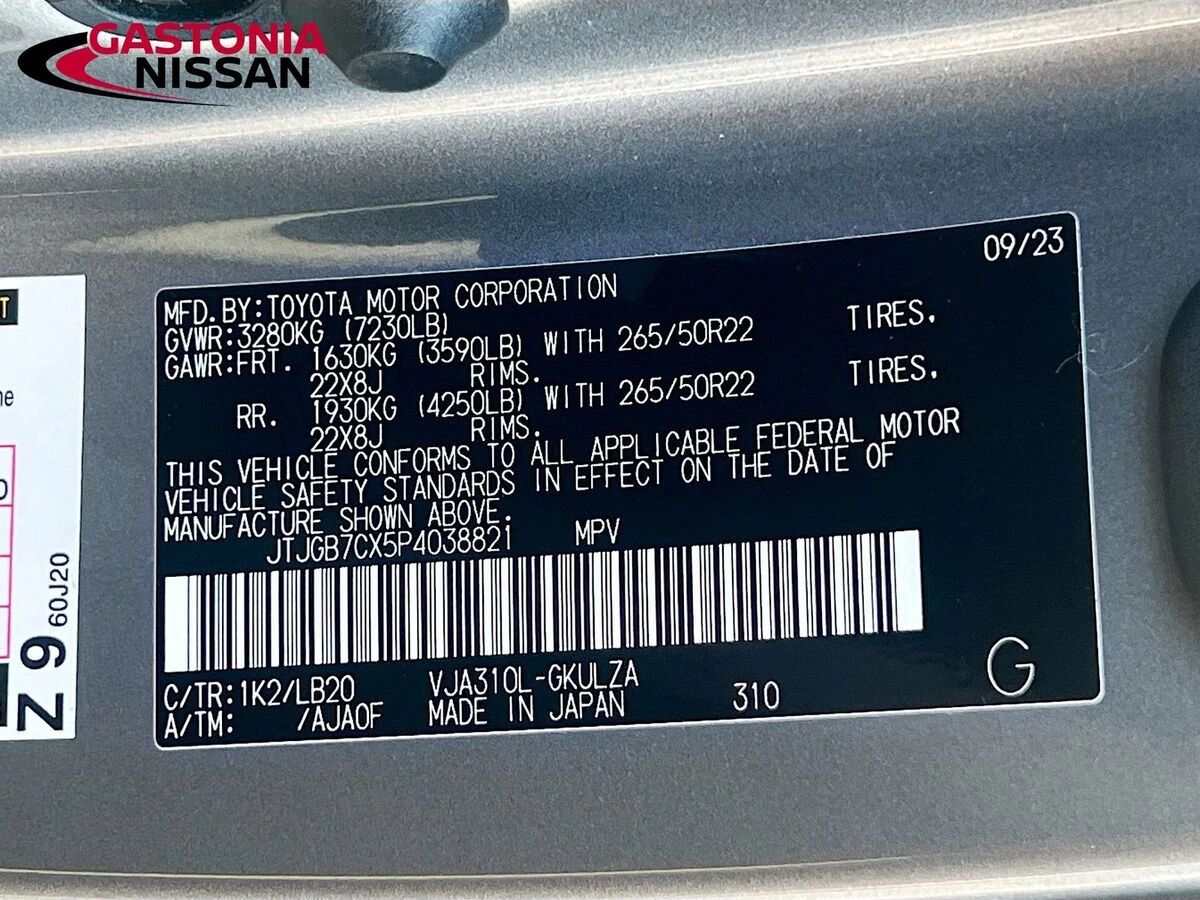 GASTONIA
NISSAN
09/23
MFD.BY:TOYOTA MOTOR CORPORATION
GVWR:3280KG (7230LB)
GAWR:FRT. 1630KG (3590LB) WITH 265/50R22 TIRES.
22X8J RIMS.
RR. 1930KG (4250LB) WITH 265/50R22 TIRES.
22X8J RIMS.
THIS VEHICLE CONFORMS TO ALL APPLICABLE FEDERAL MOTOR
VEHICLE SAFETY STANDARDS IN EFFECT ON THE DATE OF
MANUFACTURE SHOWN ABOVE.
JTJGB7CX5P4038821 MPV
C/TR:1K2/LB20 VJA310L-GKULZA
A/TM: /AJA0F MADE IN JAPAN 310
G
Z 9 60J20